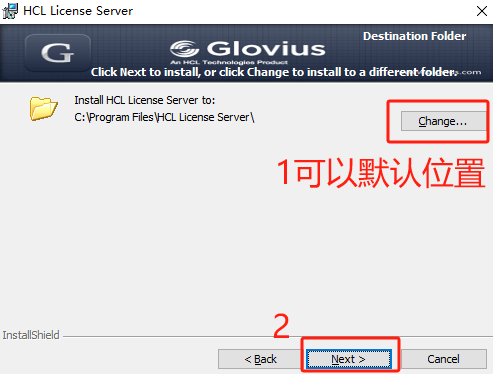 HCL License Server
G
Glovius
An HCL Technologies Product
Destination Folder
Click Next to install, or click Change to install to a different folder.
Install HCL License Server to:
C:\Program Files\HCL License Server\
Change...
1可以默认位置
2
InstallShield
< Back
Next >
Cancel